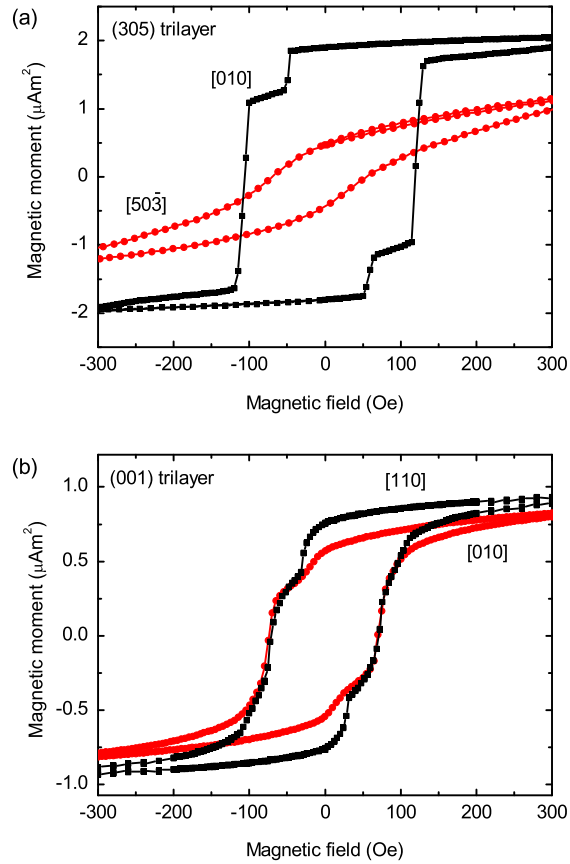 (a)
(305) trilayer
[010]
[503̄]
Magnetic moment (μAm²)
2
1
0
-1
-2
-300 -200 -100 0 100 200 300
Magnetic field (Oe)
(b)
(001) trilayer
[110]
[010]
Magnetic moment (μAm²)
1.0
0.5
0.0
-0.5
-1.0
-300 -200 -100 0 100 200 300
Magnetic field (Oe)